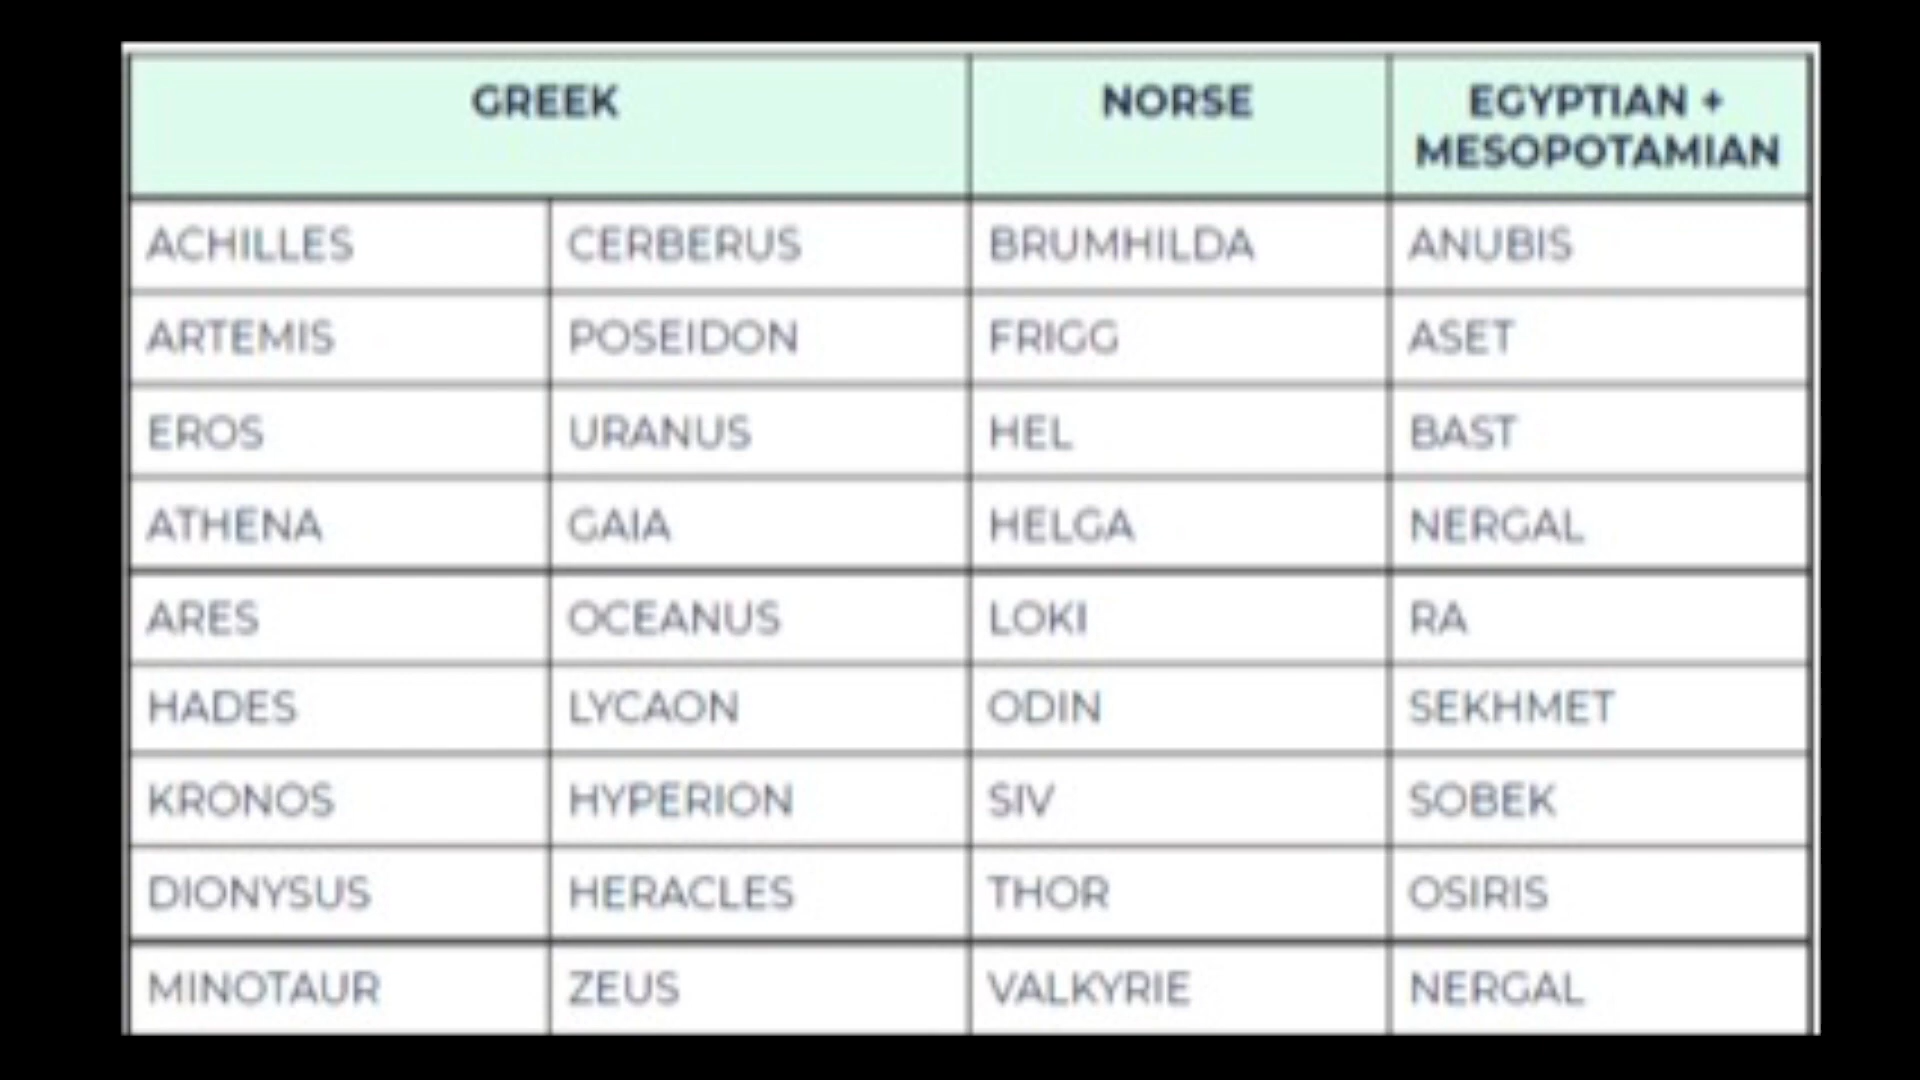 GREEK NORSE EGYPTIAN +
MESOPOTAMIAN
ACHILLES CERBERUS BRUMHILDA ANUBIS
ARTEMIS POSEIDON FRIGG ASET
EROS URANUS HEL BAST
ATHENA GAIA HELGA NERGAL
ARES OCEANUS LOKI RA
HADES LYCAON ODIN SEKHMET
KRONOS HYPERION SIV SOBEK
DIONYSUS HERACLES THOR OSIRIS
MINOTAUR ZEUS VALKYRIE NERGAL